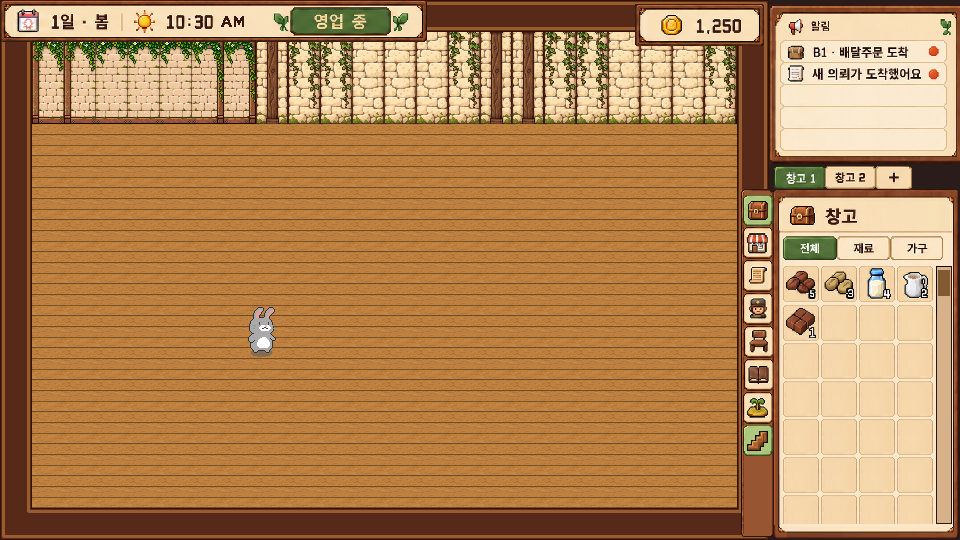 1일 · 봄
10:30 AM
영업 중
1,250
알림
B1 · 배달주문 도착
새 의뢰가 도착했어요
창고 1
창고 2
+
창고
전체
재료
가구
5
3
4
2
1